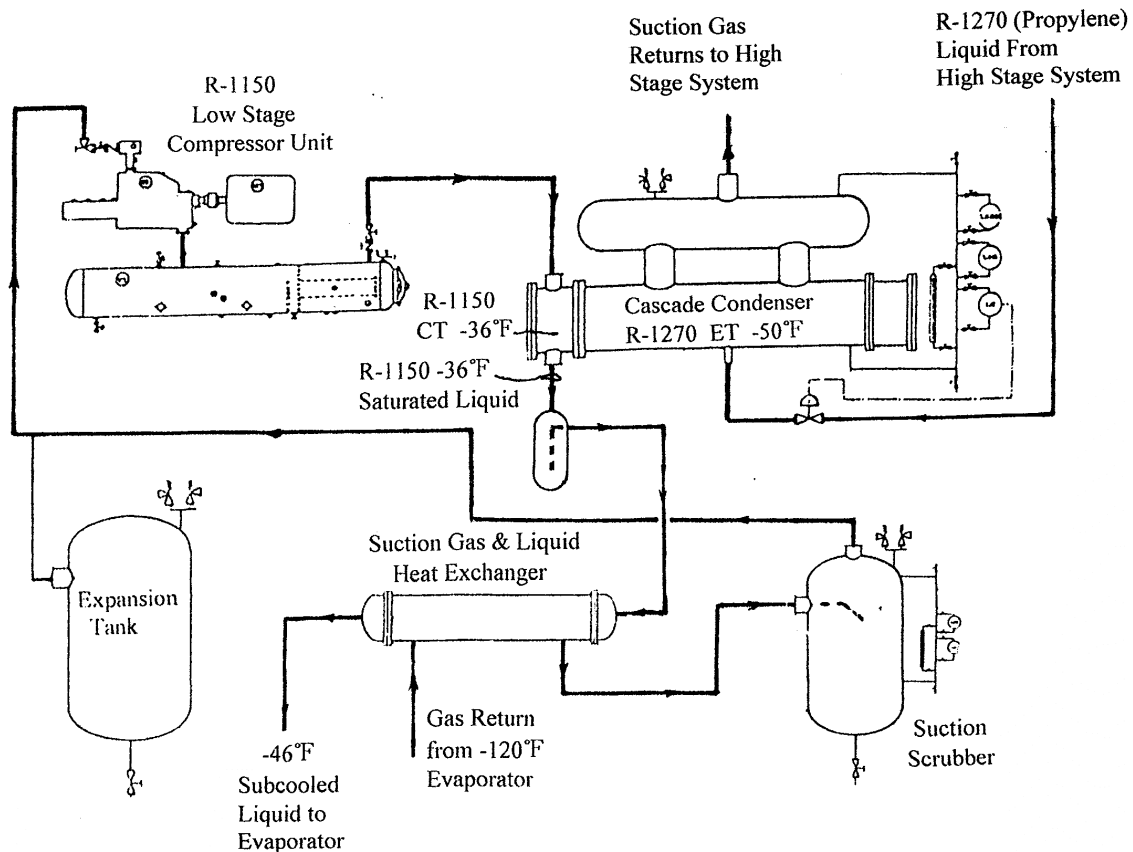 Suction Gas
Returns to High
Stage System
R-1270 (Propylene)
Liquid From
High Stage System
R-1150
Low Stage
Compressor Unit
R-1150
CT -36°F
Cascade Condenser
R-1270 ET -50°F
R-1150 -36°F
Saturated Liquid
Suction Gas & Liquid
Heat Exchanger
Expansion
Tank
-46°F
Subcooled
Liquid to
Evaporator
Gas Return
from -120°F
Evaporator
Suction
Scrubber